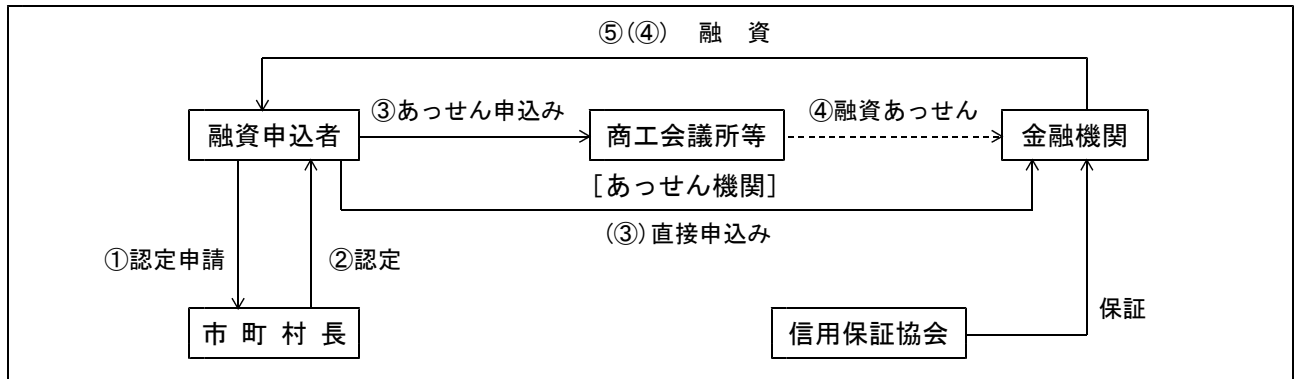 ⑤(④) 融 資
③あっせん申込み
④融資あっせん
融資申込者
商工会議所等
金融機関
[あっせん機関]
(③)直接申込み
①認定申請
②認定
保証
市 町 村 長
信用保証協会